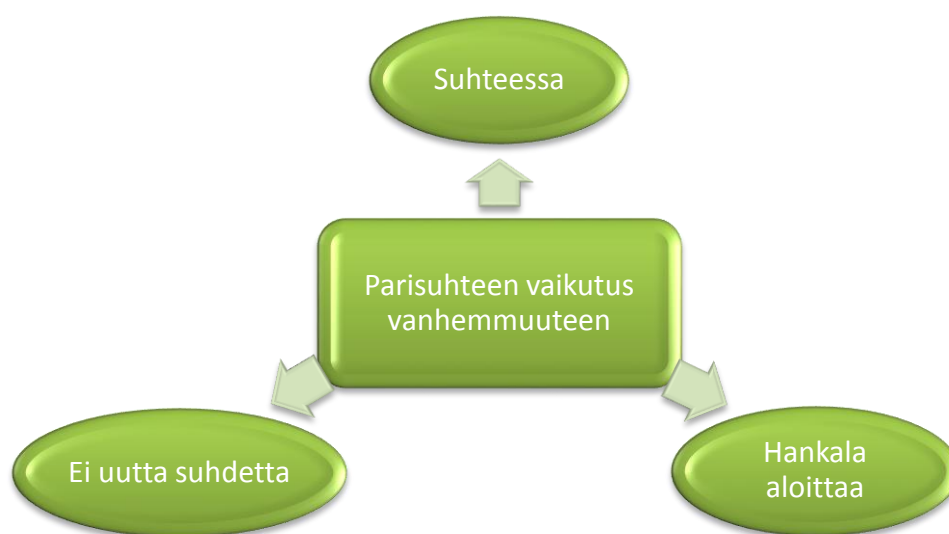 Suhteessa
Parisuhteen vaikutus
vanhemmuuteen
Ei uutta suhdetta
Hankala
aloittaa